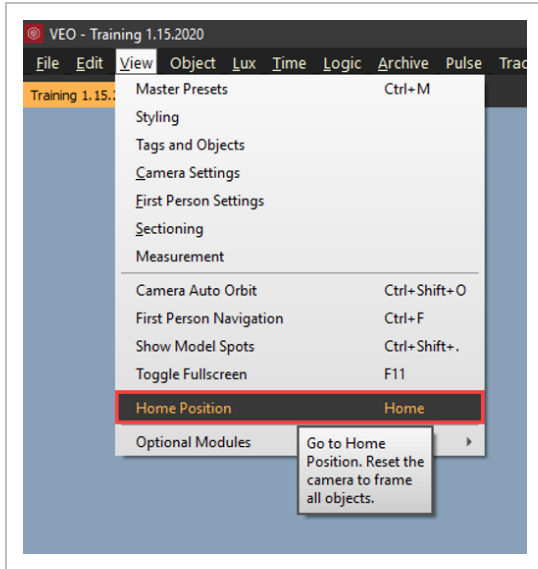 VEO - Training 1.15.2020
File Edit View Object Lux Time Logic Archive Pulse
Training 1.15.
Master Presets Ctrl+M
Styling
Tags and Objects
Camera Settings
First Person Settings
Sectioning
Measurement
Camera Auto Orbit Ctrl+Shift+O
First Person Navigation Ctrl+F
Show Model Spots Ctrl+Shift+.
Toggle Fullscreen F11
Home Position Home
Optional Modules
Go to Home
Position. Reset the
camera to frame
all objects.